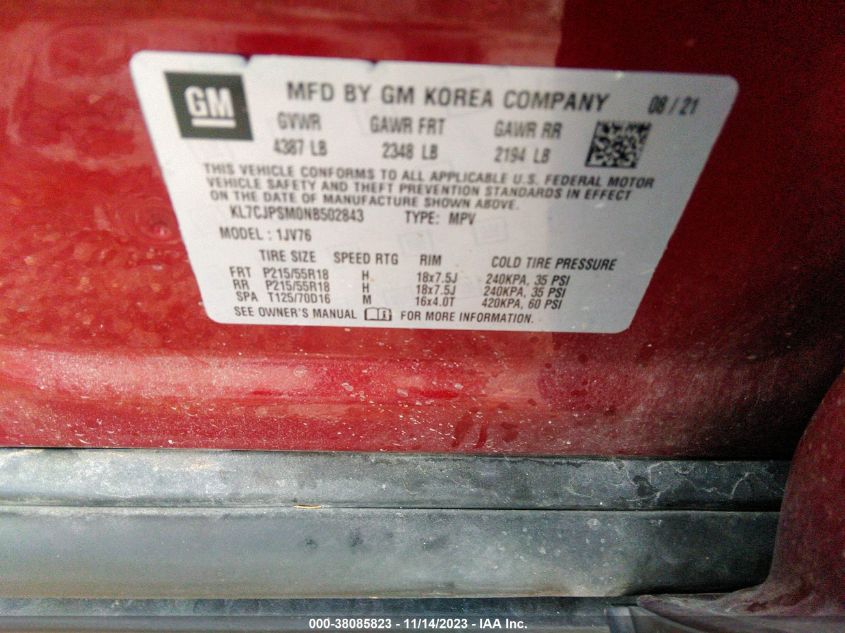 GM MFD BY GM KOREA COMPANY 08 / 21
GVWR GAWR FRT GAWR RR
4387 LB 2348 LB 2194 LB
THIS VEHICLE CONFORMS TO ALL APPLICABLE U.S. FEDERAL MOTOR
VEHICLE SAFETY AND THEFT PREVENTION STANDARDS IN EFFECT
ON THE DATE OF MANUFACTURE SHOWN ABOVE.
KL7CJPSM0NB502843 TYPE: MPV
MODEL : 1JV76
TIRE SIZE SPEED RTG RIM COLD TIRE PRESSURE
FRT P215/55R18 H 18x7.5J 240KPA, 35 PSI
RR P215/55R18 H 18x7.5J 240KPA, 35 PSI
SPA T125/70D16 M 16x4.0T 420KPA, 60 PSI
SEE OWNER'S MANUAL FOR MORE INFORMATION.
000-38085823 - 11/14/2023 - IAA Inc.